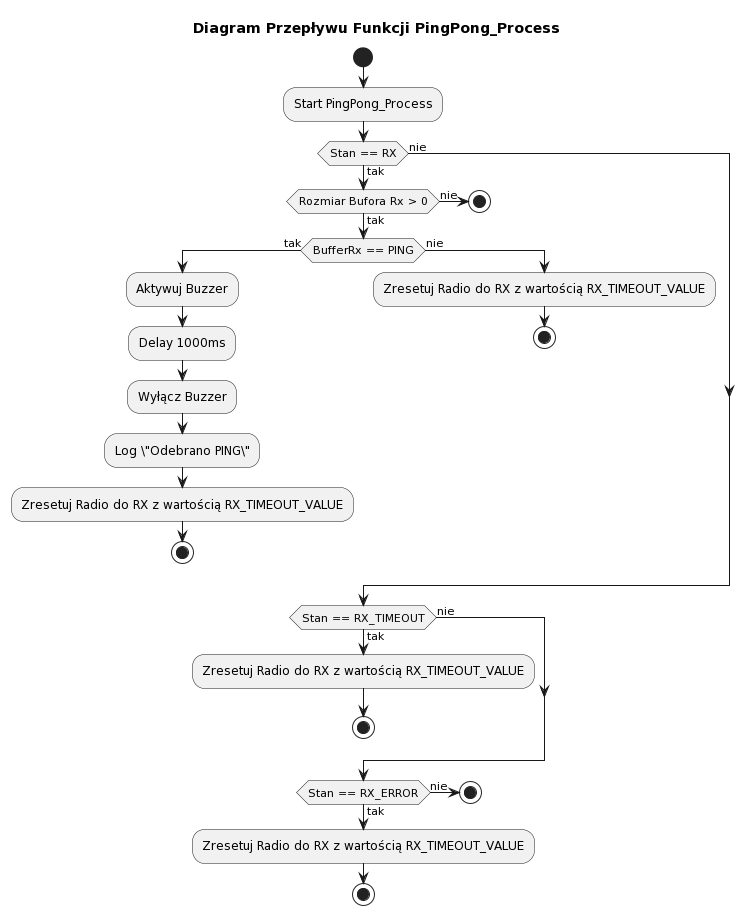 Diagram Przepływu Funkcji PingPong_Process
Start PingPong_Process
Stan == RX
nie
tak
Rozmiar Bufora Rx > 0
nie
tak
tak
BufferRx == PING
nie
Aktywuj Buzzer
Zresetuj Radio do RX z wartością RX_TIMEOUT_VALUE
Delay 1000ms
Wyłącz Buzzer
Log \"Odebrano PING\"
Zresetuj Radio do RX z wartością RX_TIMEOUT_VALUE
Stan == RX_TIMEOUT
nie
tak
Zresetuj Radio do RX z wartością RX_TIMEOUT_VALUE
Stan == RX_ERROR
nie
tak
Zresetuj Radio do RX z wartością RX_TIMEOUT_VALUE